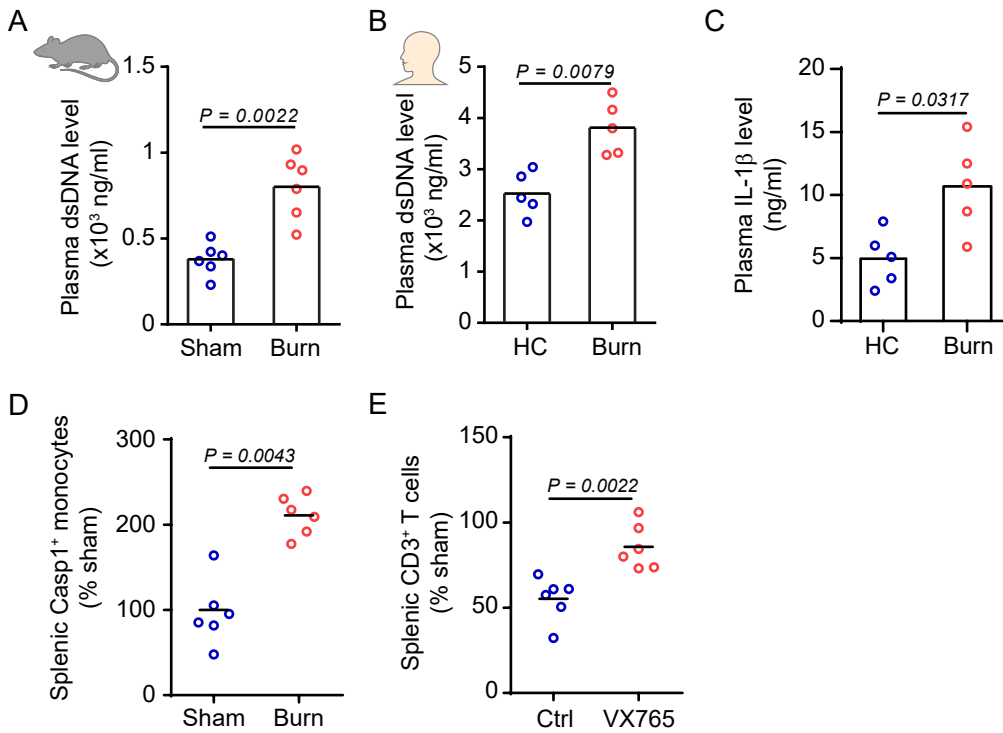 A
Plasma dsDNA level
(x10³ ng/ml)
1.5
1
0.5
0
P = 0.0022
Sham Burn
B
Plasma dsDNA level
(x10³ ng/ml)
5
4
3
2
1
0
P = 0.0079
HC Burn
C
Plasma IL-1β level
(ng/ml)
20
15
10
5
0
P = 0.0317
HC Burn
D
Splenic Casp1⁺ monocytes
(% sham)
300
200
100
0
P = 0.0043
Sham Burn
E
Splenic CD3⁺ T cells
(% sham)
150
100
50
0
P = 0.0022
Ctrl VX765